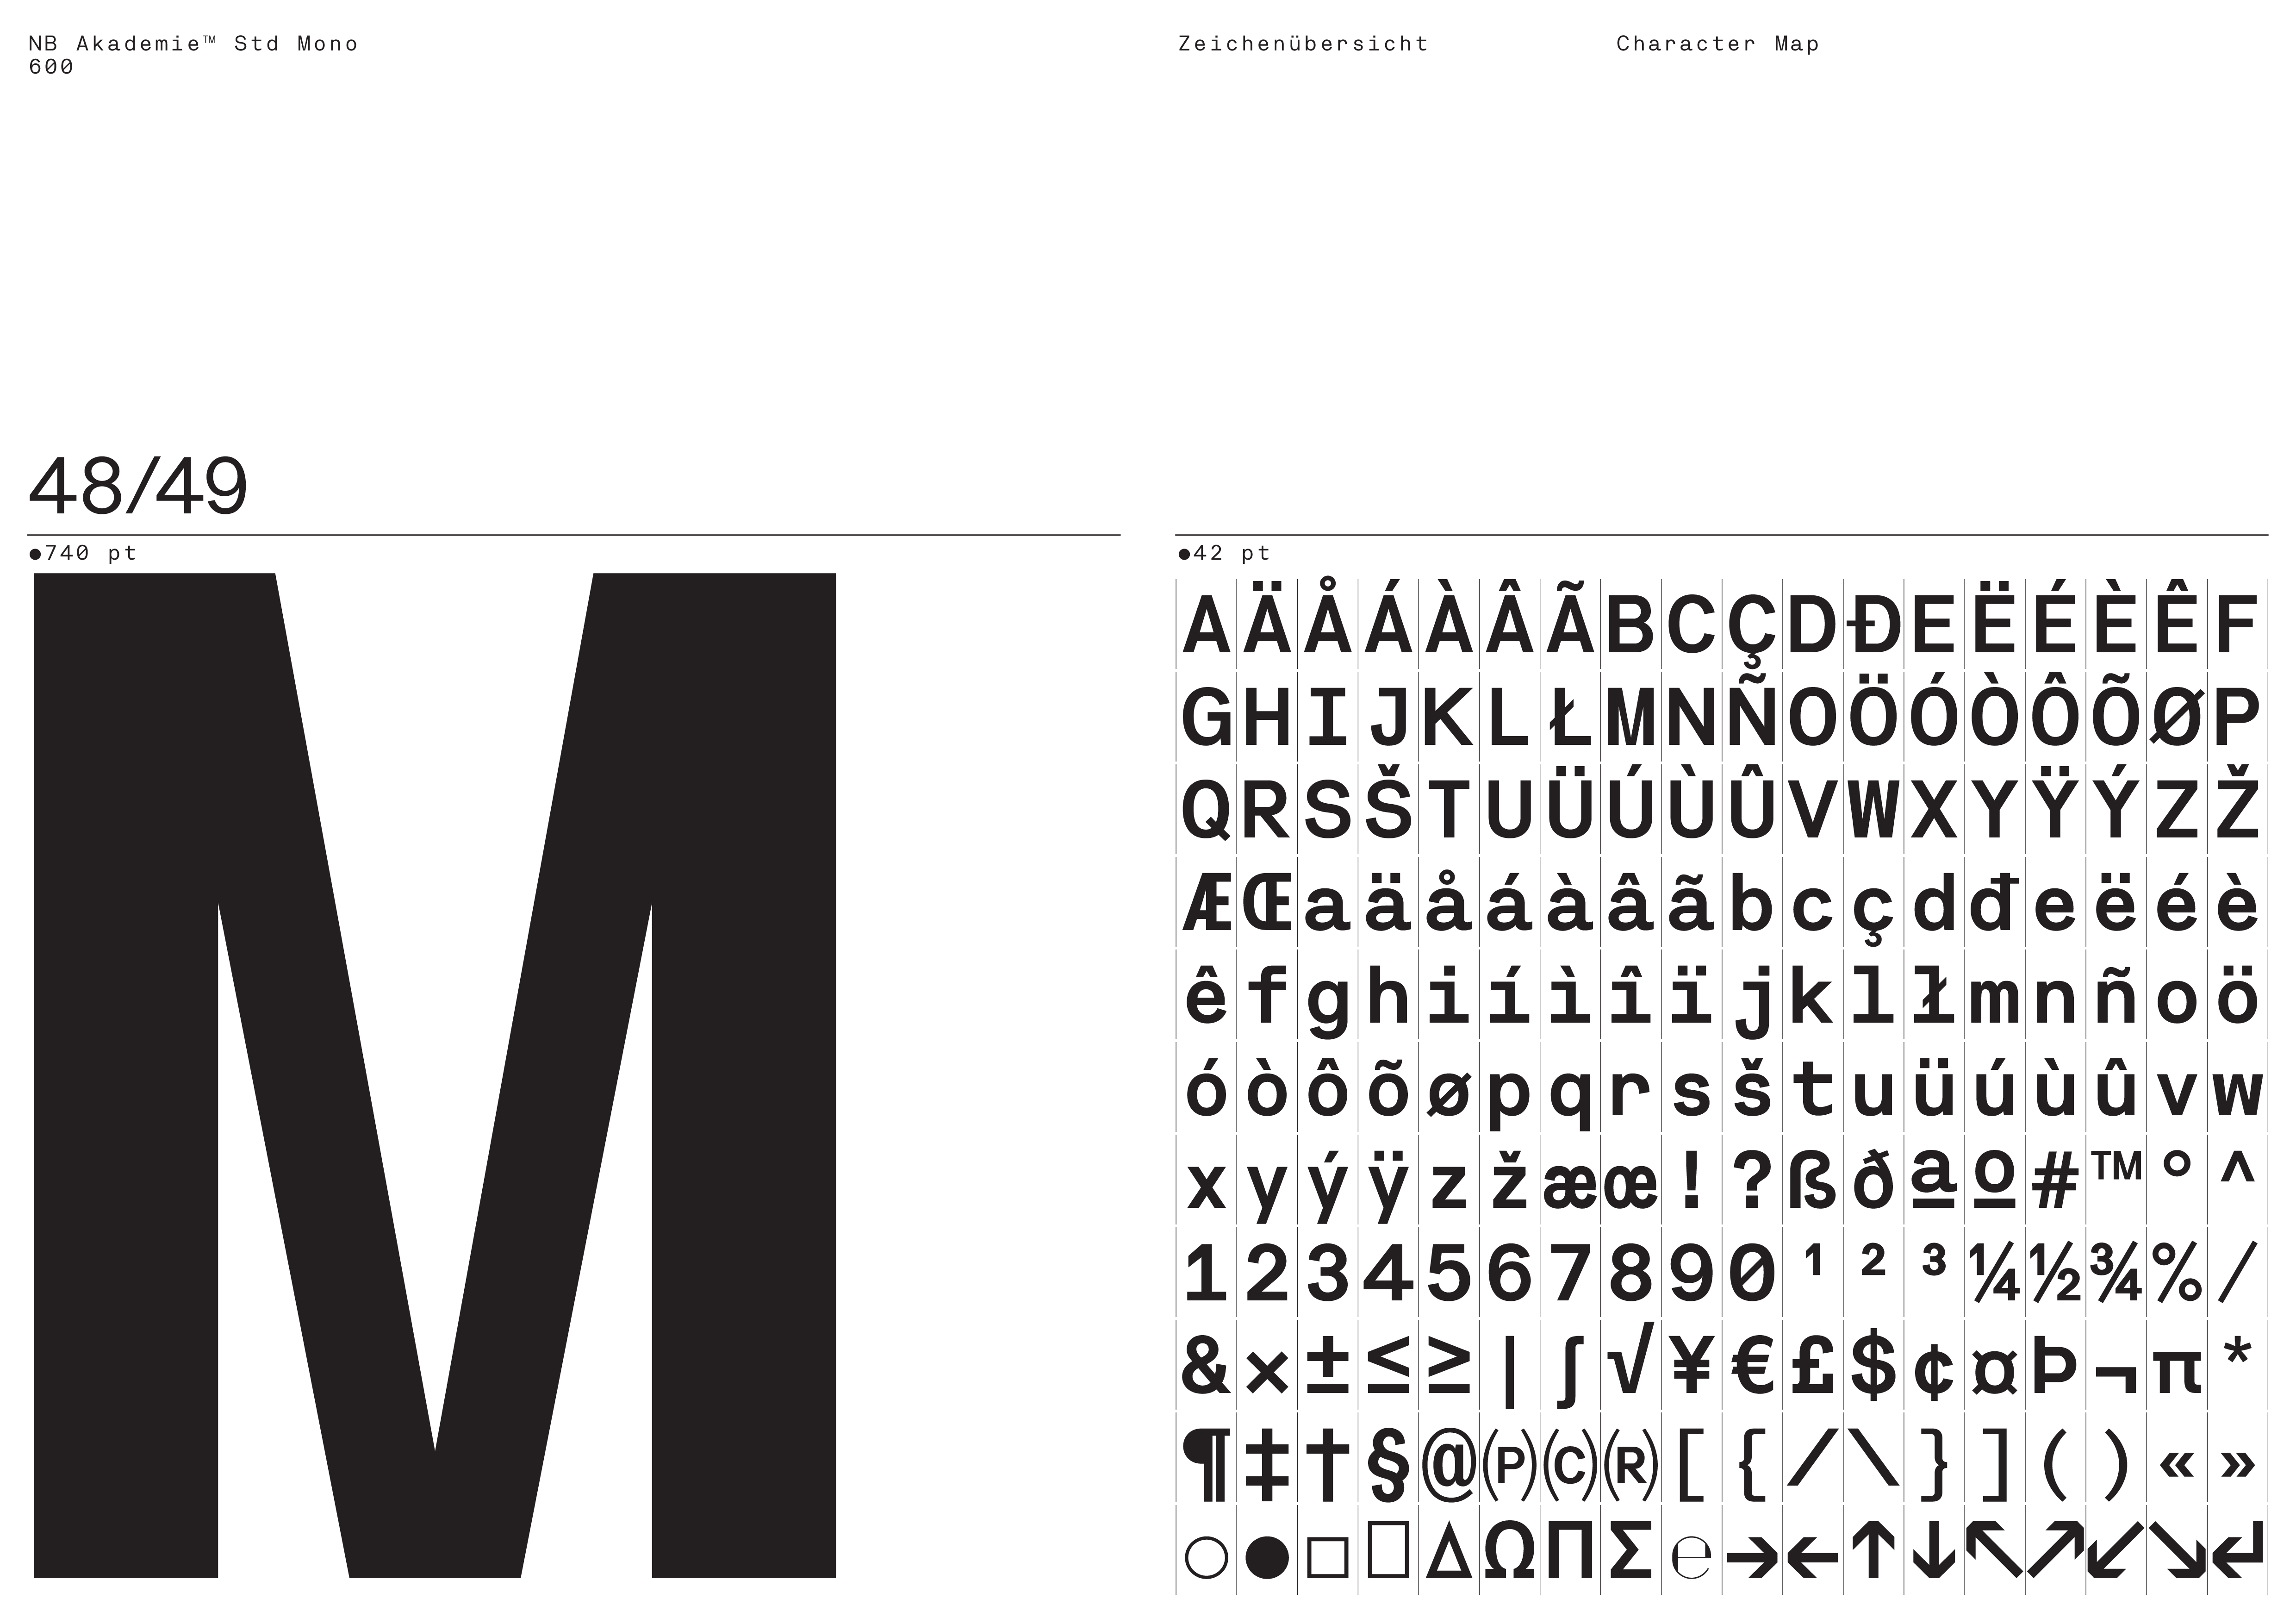 NB Akademie™ Std Mono
600
Zeichenübersicht
Character Map
48/49
●740 pt
M
●42 pt
A Ä Å Á À Â Ã B C Ç D Đ E Ë É È Ê F
G H I J K L Ł M N Ñ O Ö Ó Ò Ô Õ Ø P
Q R S Š T U Ü Ú Ù Û V W X Y Ÿ Ý Z Ž
Æ Œ a ä å á à â ã b c ç d đ e ë é è
ê f g h i í ì î ï j k l ł m n ñ o ö
ó ò ô õ ø p q r s š t u ü ú ù û v w
x y ý ÿ z ž æ œ ! ? ß ð ª º # ™ ° ^
1 2 3 4 5 6 7 8 9 0 ¹ ² ³ ¼ ½ ¾ % ⁄
& × ± ≤ ≥ | ∫ √ ¥ € £ $ ¢ ¤ Þ ¬ π *
¶ ‡ † § @ ℗ © ® [ { / \ } ] ( ) « »
○ ● □ ▯ ∆ Ω ∏ ∑ ℮ → ← ↑ ↓ ↖ ↗ ↙ ↘ ↵